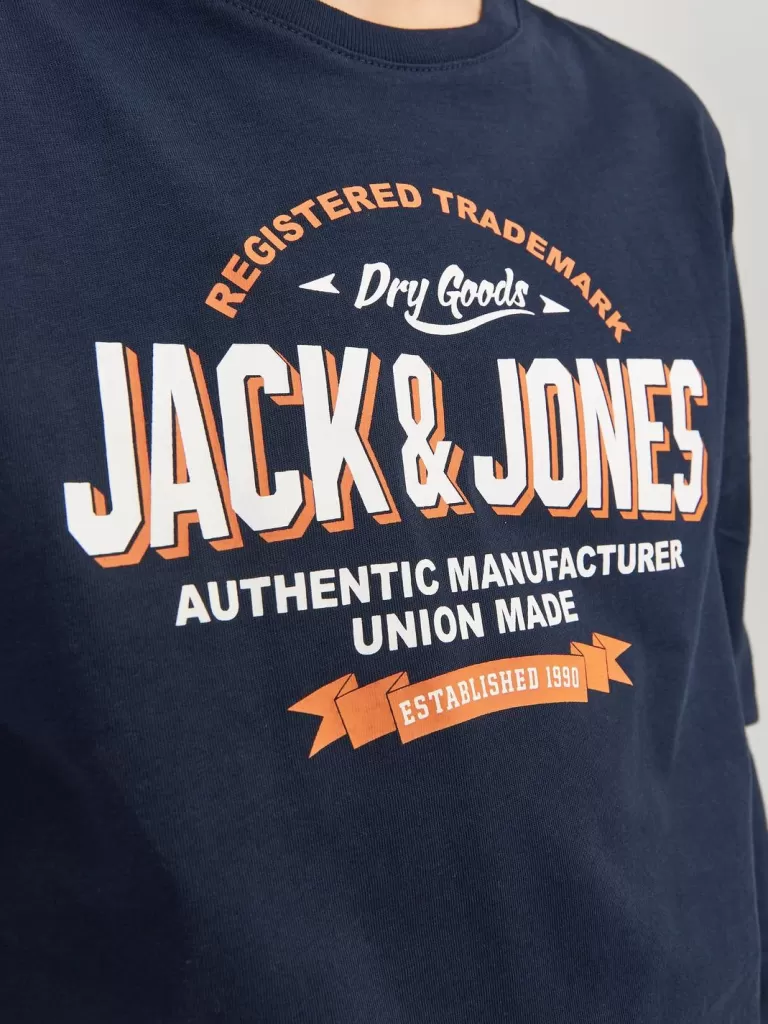 REGISTERED TRADEMARK
Dry Goods
JACK & JONES
AUTHENTIC MANUFACTURER
UNION MADE
ESTABLISHED 1990